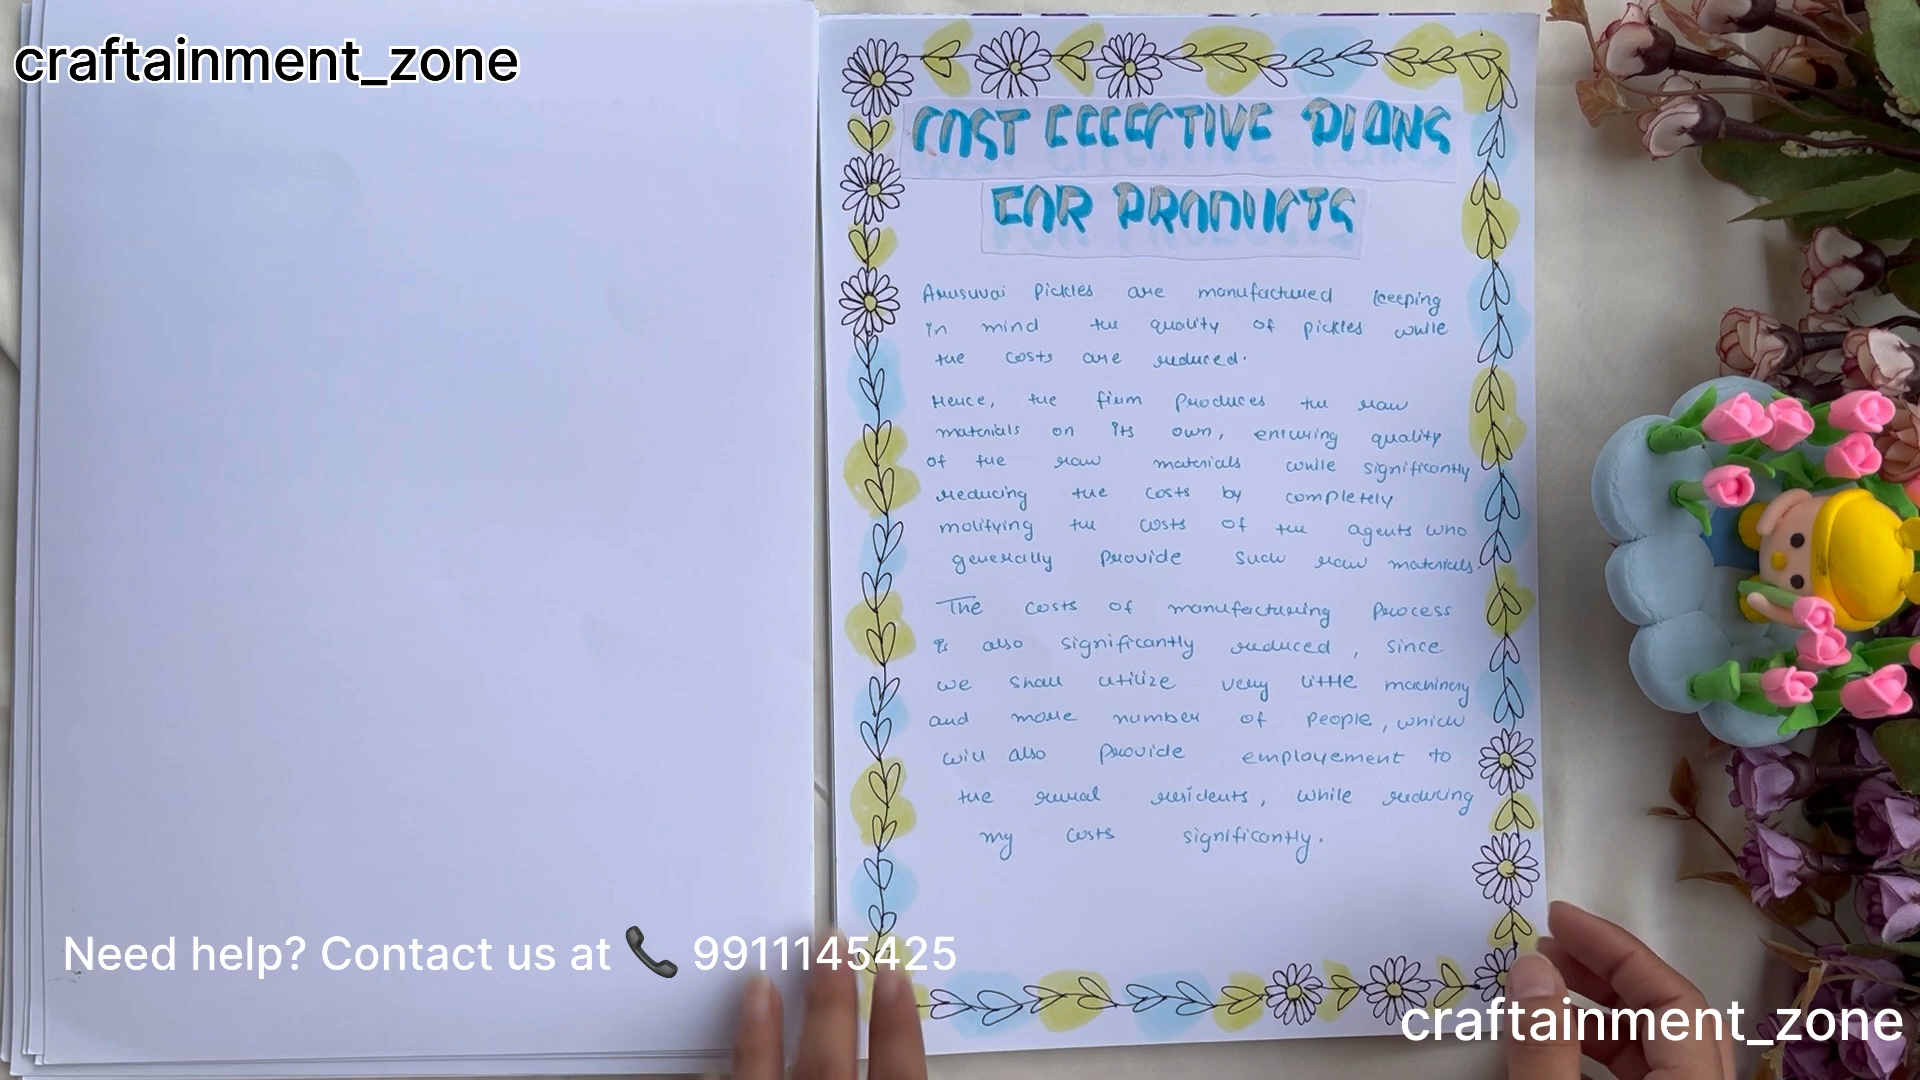 craftainment_zone
COST EFFECTIVE PLANS
FOR PRODUCTS
Arusuvai Pickles are manufactured keeping
in mind the quality of pickles while
the costs are reduced.
Hence, the firm produces the raw
materials on its own, ensuring quality
of the raw materials while significantly
reducing the costs by completely
molifying the costs of the agents who
generally provide such raw materials.
The costs of manufacturing process
is also significantly reduced, since
we shall utilize very little machinery
and more number of people, which
will also provide employement to
the rural residents, while reducing
my costs significantly.
Need help? Contact us at 📞 9911145425
craftainment_zone